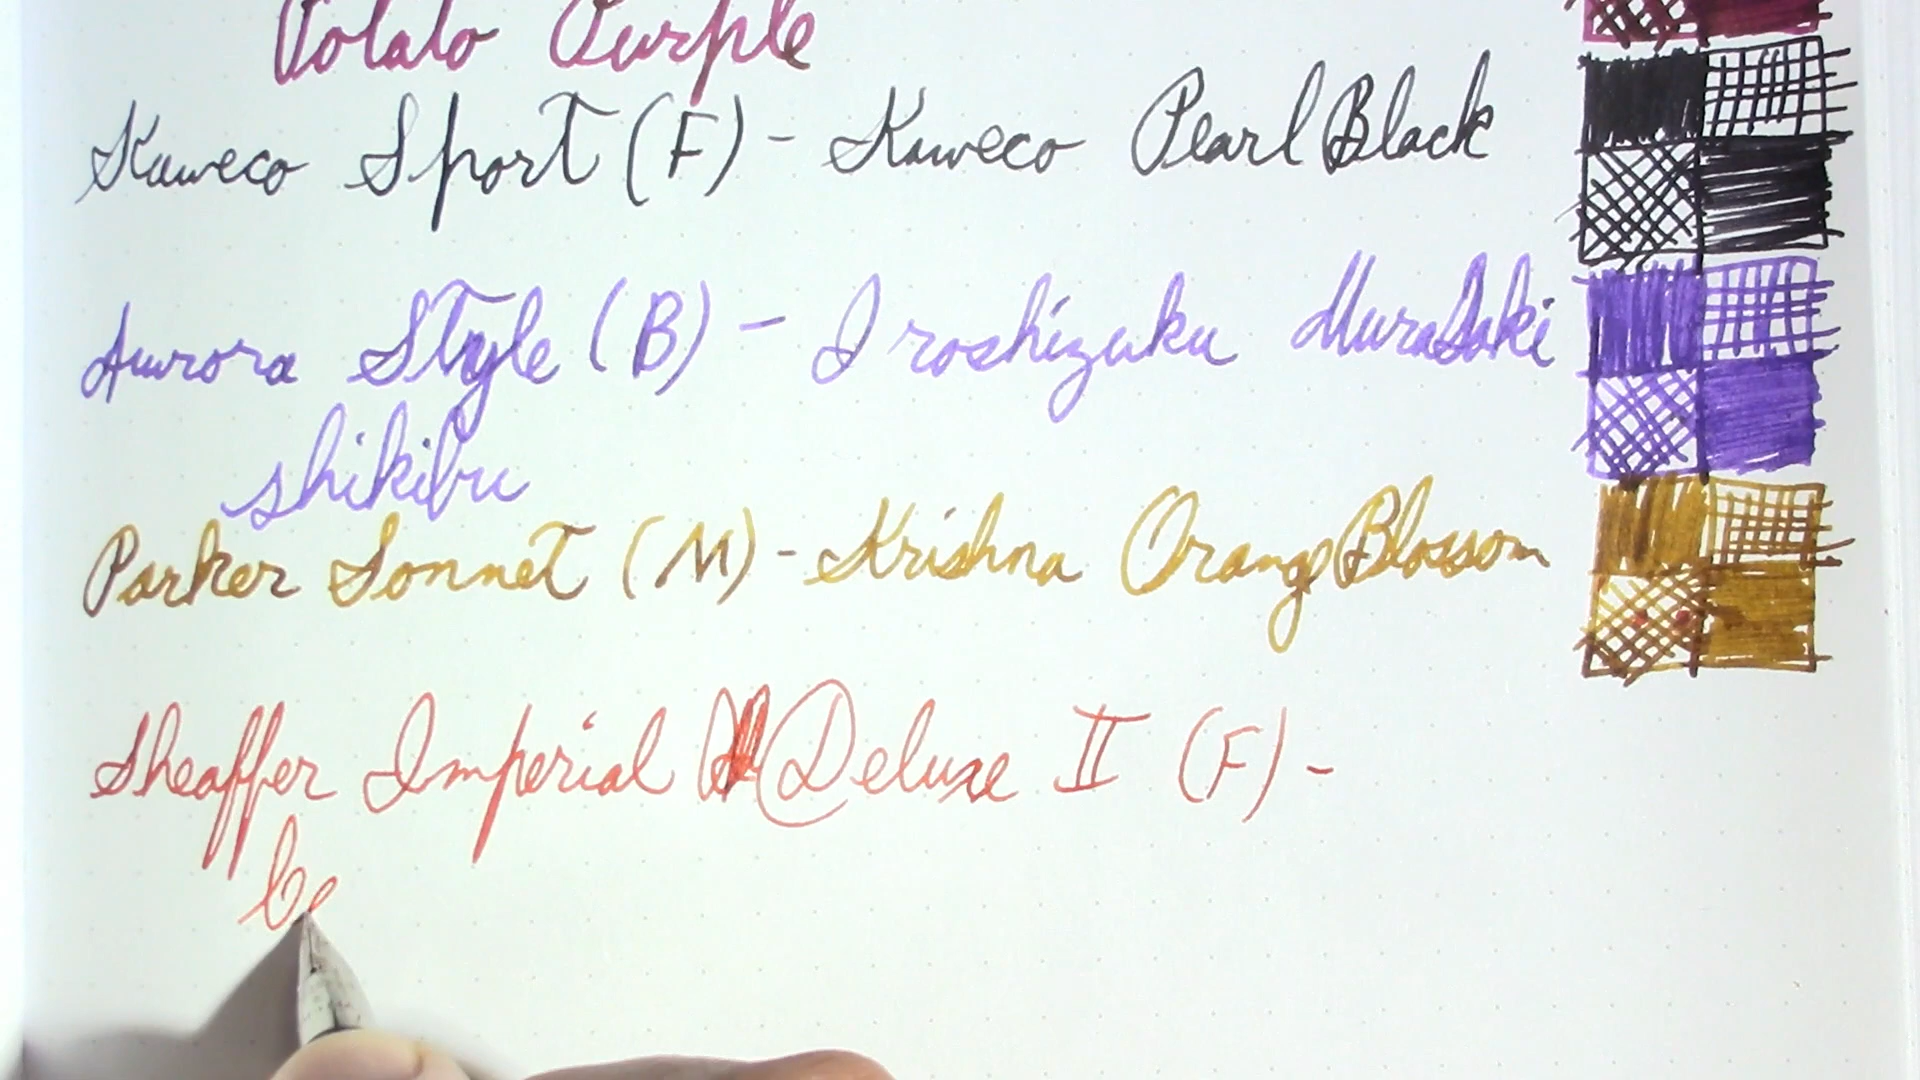 Potato Purple
Kaweco Sport (F) - Kaweco Pearl Black
Aurora Style (B) - Iroshizuku Murasaki
shikibu
Parker Sonnet (M) - Krishna Orange Blossom
Sheaffer Imperial Deluxe II (F) -